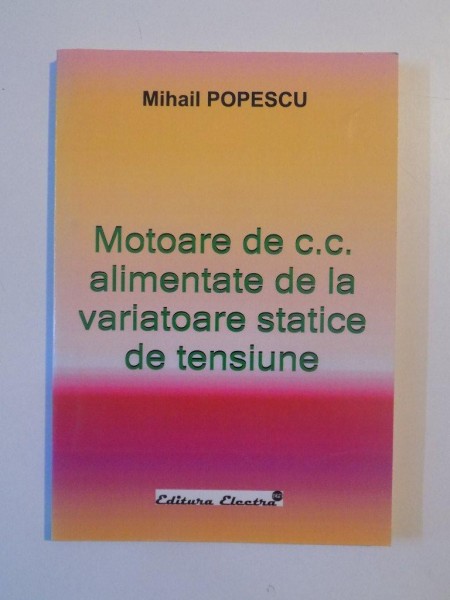 Mihail POPESCU
Motoare de c.c.
alimentate de la
variatoare statice
de tensiune
Editura Electra